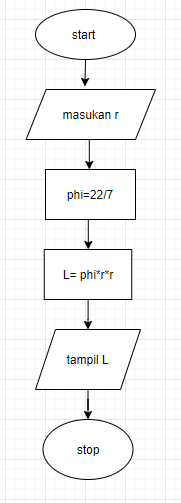 start
masukan r
phi=22/7
L= phi*r*r
tampil L
stop